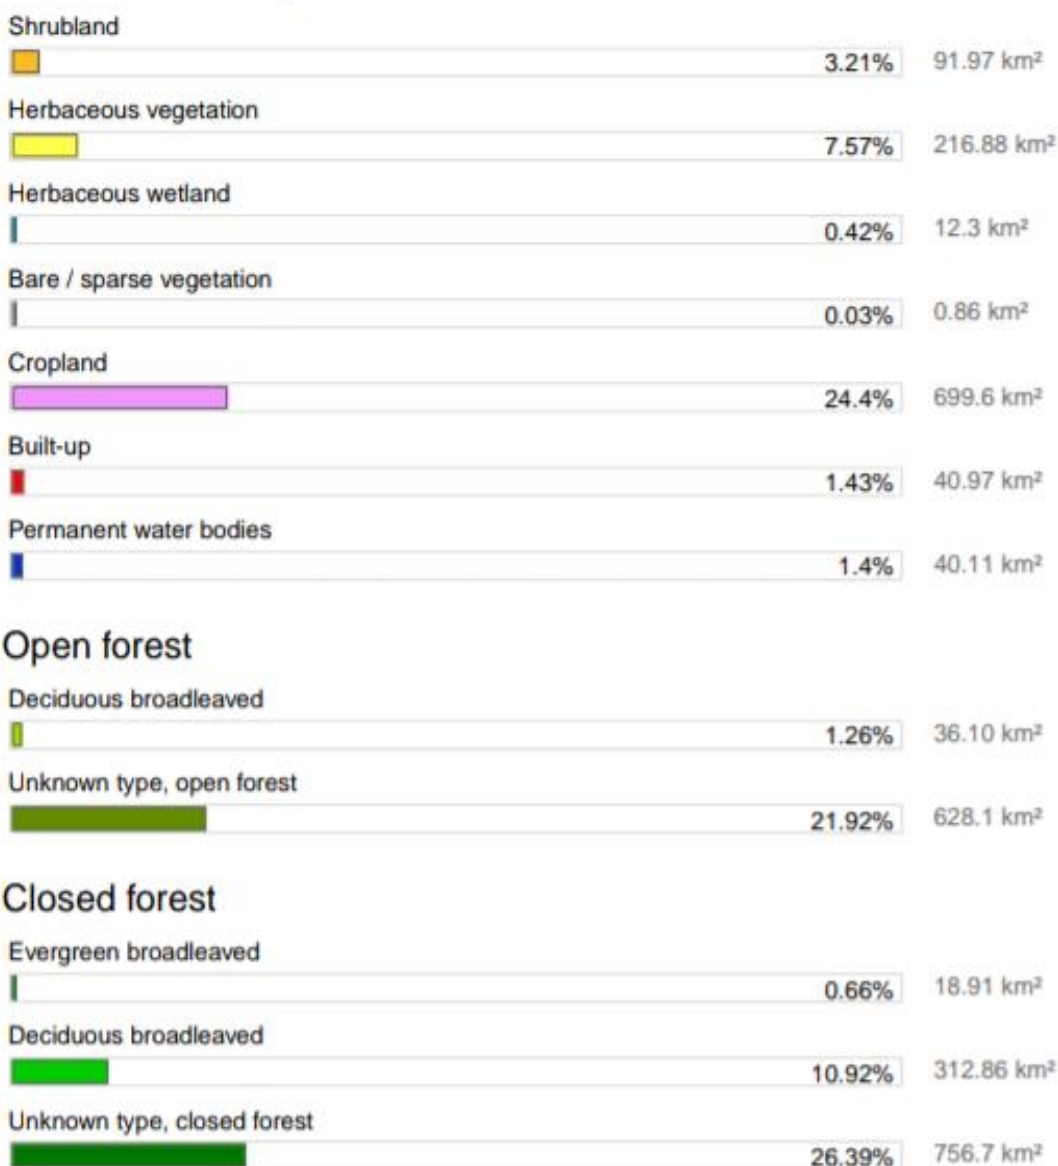 Shrubland
3.21% 91.97 km²
Herbaceous vegetation
7.57% 216.88 km²
Herbaceous wetland
0.42% 12.3 km²
Bare / sparse vegetation
0.03% 0.86 km²
Cropland
24.4% 699.6 km²
Built-up
1.43% 40.97 km²
Permanent water bodies
1.4% 40.11 km²
Open forest
Deciduous broadleaved
1.26% 36.10 km²
Unknown type, open forest
21.92% 628.1 km²
Closed forest
Evergreen broadleaved
0.66% 18.91 km²
Deciduous broadleaved
10.92% 312.86 km²
Unknown type, closed forest
26.39% 756.7 km²